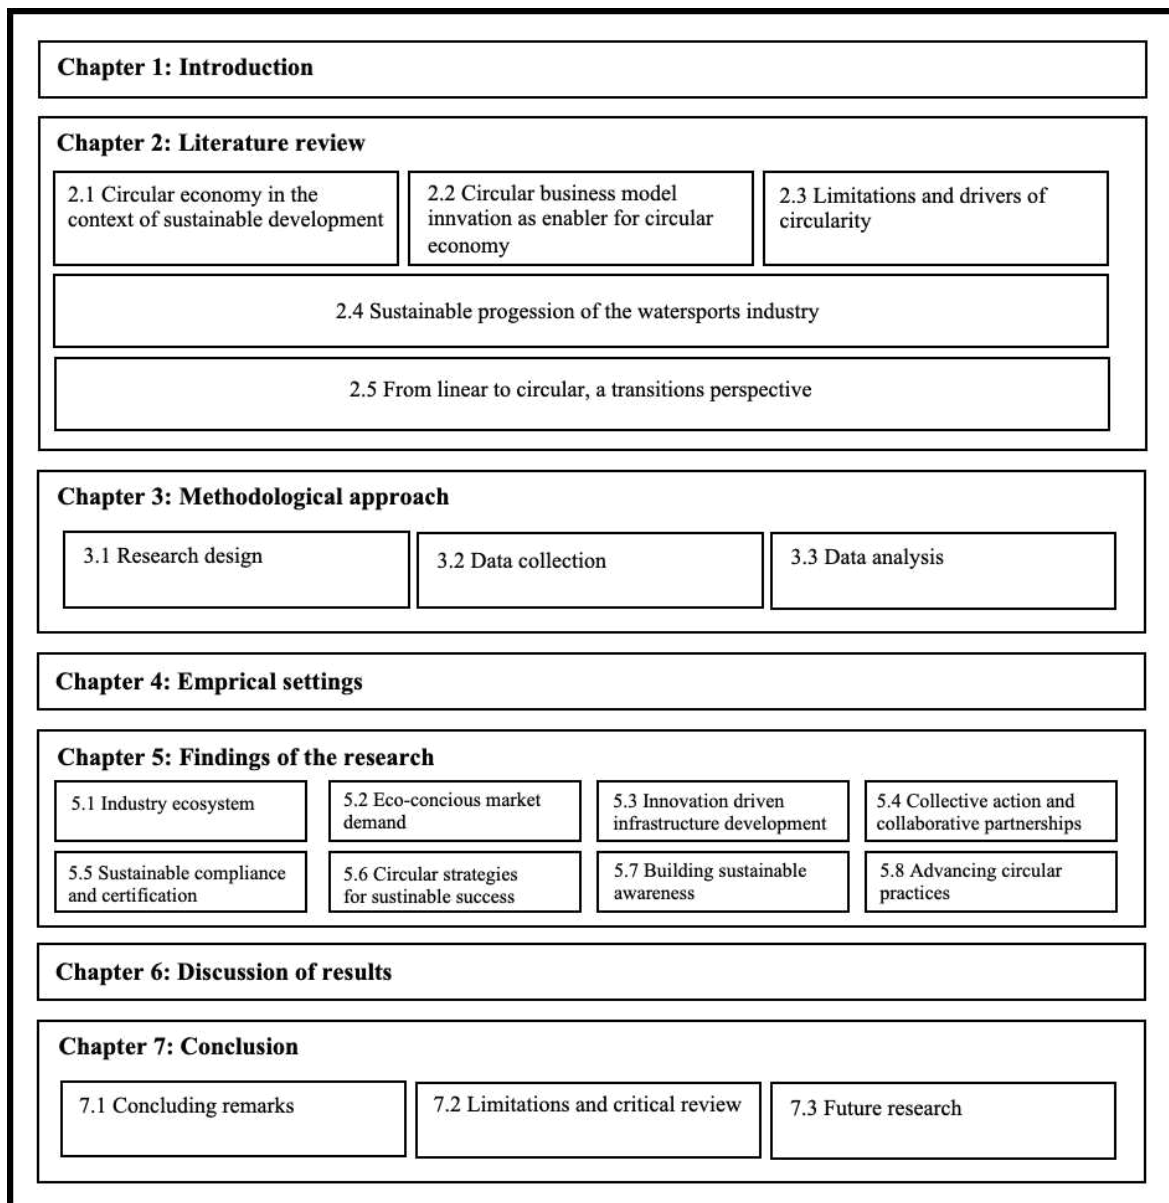 Chapter 1: Introduction
Chapter 2: Literature review
2.1 Circular economy in the
context of sustainable development
2.2 Circular business model
innvation as enabler for circular
economy
2.3 Limitations and drivers of
circularity
2.4 Sustainable progession of the watersports industry
2.5 From linear to circular, a transitions perspective
Chapter 3: Methodological approach
3.1 Research design
3.2 Data collection
3.3 Data analysis
Chapter 4: Emprical settings
Chapter 5: Findings of the research
5.1 Industry ecosystem
5.2 Eco-concious market
demand
5.3 Innovation driven
infrastructure development
5.4 Collective action and
collaborative partnerships
5.5 Sustainable compliance
and certification
5.6 Circular strategies
for sustinable success
5.7 Building sustainable
awareness
5.8 Advancing circular
practices
Chapter 6: Discussion of results
Chapter 7: Conclusion
7.1 Concluding remarks
7.2 Limitations and critical review
7.3 Future research